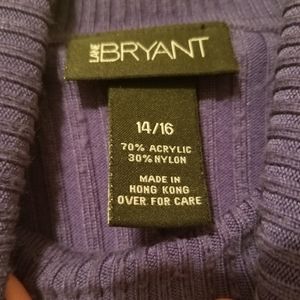 LANE BRYANT
14/16
70% ACRYLIC
30% NYLON
MADE IN
HONG KONG
OVER FOR CARE